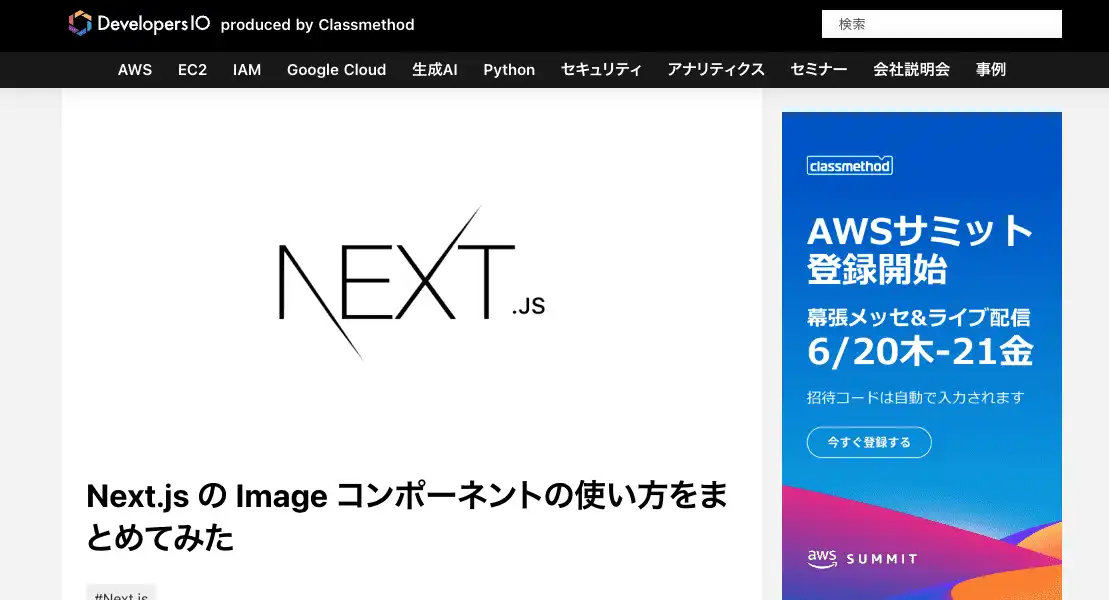 DevelopersIO produced by Classmethod
検索
AWS EC2 IAM Google Cloud 生成AI Python セキュリティ アナリティクス セミナー 会社説明会 事例
NEXT.JS
Next.js の Image コンポーネントの使い方をま
とめてみた
#Next.js
classmethod
AWSサミット
登録開始
幕張メッセ&ライブ配信
6/20木-21金
招待コードは自動で入力されます
今すぐ登録する
aws SUMMIT